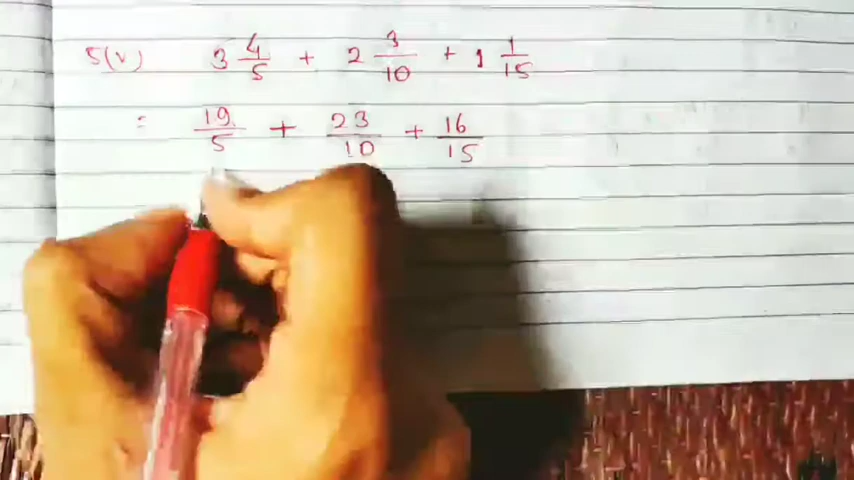 5(v) 3 4/5 + 2 3/10 + 1 1/15
= 19/5 + 23/10 + 16/15